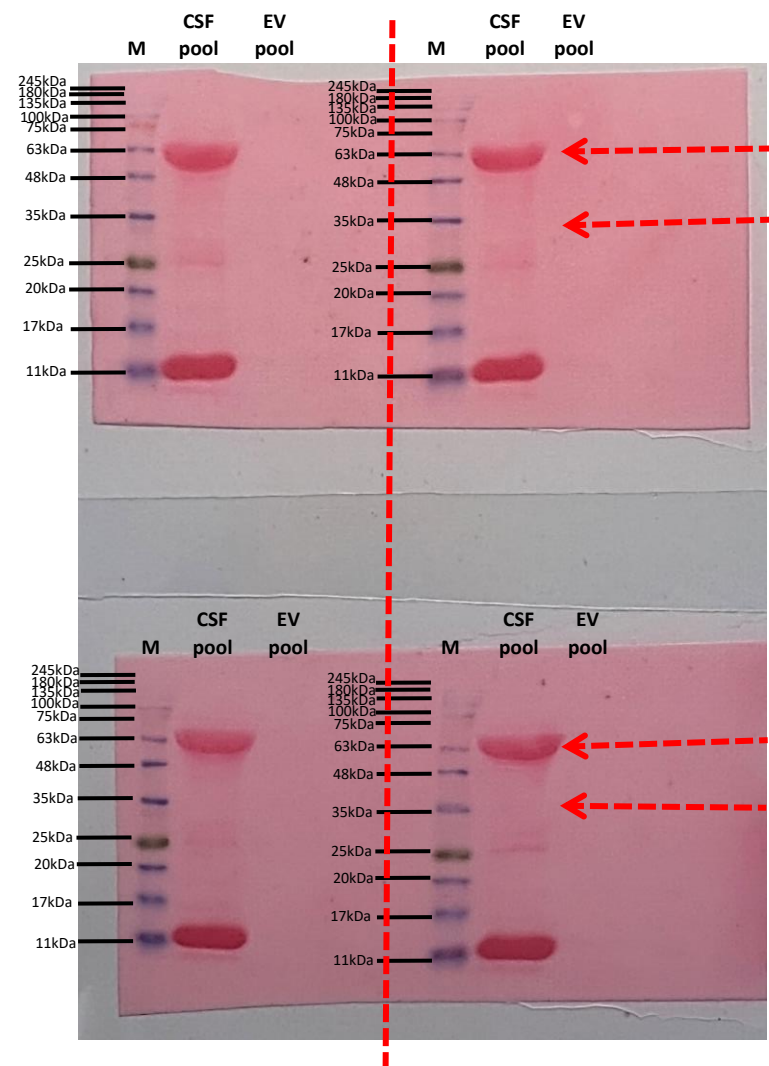 CSF EV CSF EV
M pool pool M pool pool
245kDa 245kDa
180kDa 180kDa
135kDa 135kDa
100kDa 100kDa
75kDa 75kDa
63kDa 63kDa
48kDa 48kDa
35kDa 35kDa
25kDa 25kDa
20kDa 20kDa
17kDa 17kDa
11kDa 11kDa
CSF EV CSF EV
M pool pool M pool pool
245kDa 245kDa
180kDa 180kDa
135kDa 135kDa
100kDa 100kDa
75kDa 75kDa
63kDa 63kDa
48kDa 48kDa
35kDa 35kDa
25kDa 25kDa
20kDa 20kDa
17kDa 17kDa
11kDa 11kDa